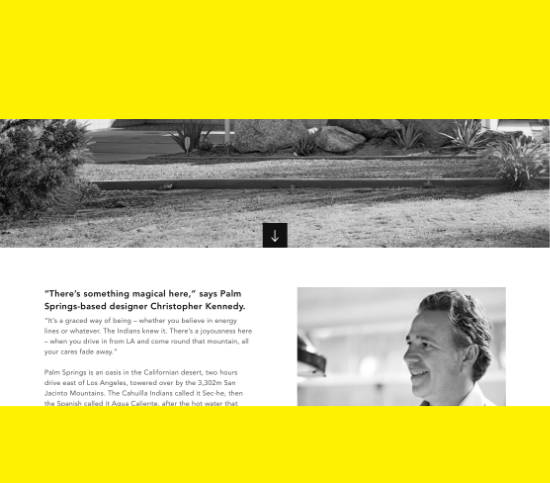 “There’s something magical here,” says Palm
Springs-based designer Christopher Kennedy.
“It’s a graced way of being – whether you believe in energy
lines or whatever. The Indians knew it. There’s a joyousness here
– when you drive in from LA and come round that mountain, all
your cares fade away.”
Palm Springs is an oasis in the Californian desert, two hours
drive east of Los Angeles, towered over by the 3,302m San
Jacinto Mountains. The Cahuilla Indians called it Sec-he, then
the Spanish called it Agua Caliente, after the hot water that